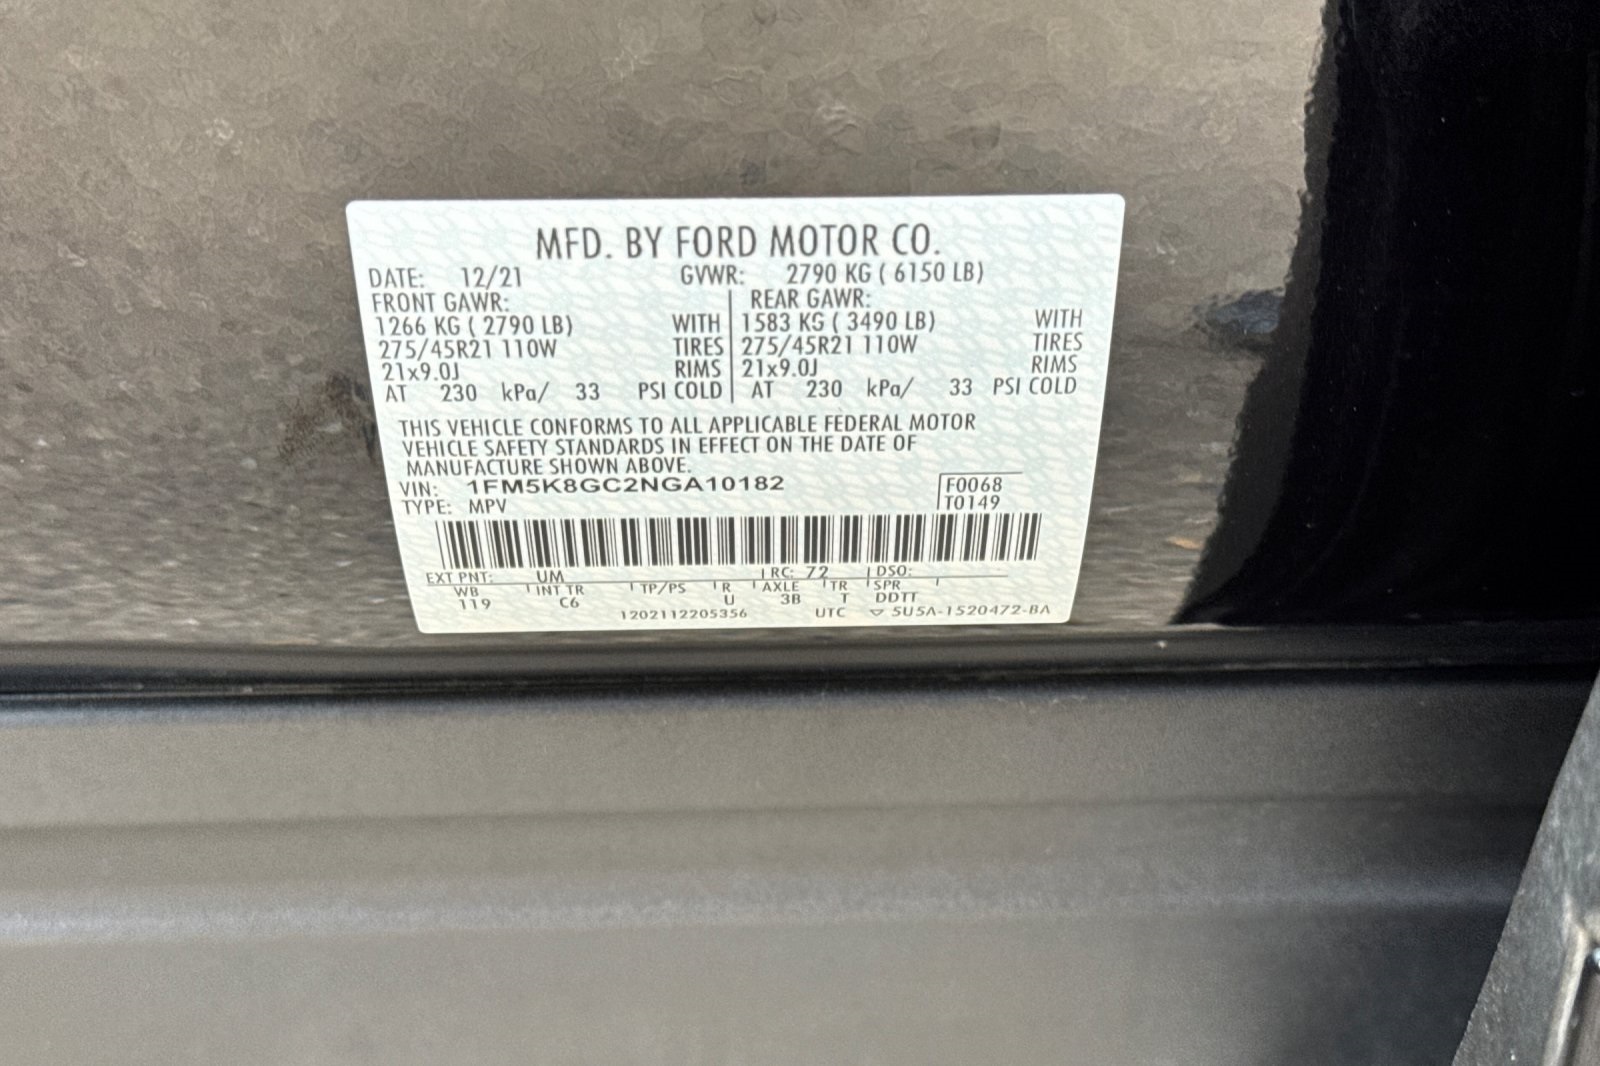 MFD. BY FORD MOTOR CO.
DATE: 12/21 GVWR: 2790 KG ( 6150 LB)
FRONT GAWR: REAR GAWR:
1266 KG ( 2790 LB) WITH 1583 KG ( 3490 LB) WITH
275/45R21 110W TIRES 275/45R21 110W TIRES
21x9.0J RIMS 21x9.0J RIMS
AT 230 kPa/ 33 PSI COLD AT 230 kPa/ 33 PSI COLD
THIS VEHICLE CONFORMS TO ALL APPLICABLE FEDERAL MOTOR
VEHICLE SAFETY STANDARDS IN EFFECT ON THE DATE OF
MANUFACTURE SHOWN ABOVE.
VIN: 1FM5K8GC2NGA10182 F0068
TYPE: MPV T0149
EXT PNT: UM RC: 72 DSO:
WB INT TR TP/PS R AXLE TR SPR
119 C6 U 3B T DDTT
1202112205356 UTC ▽ 5U5A-1520472-BA